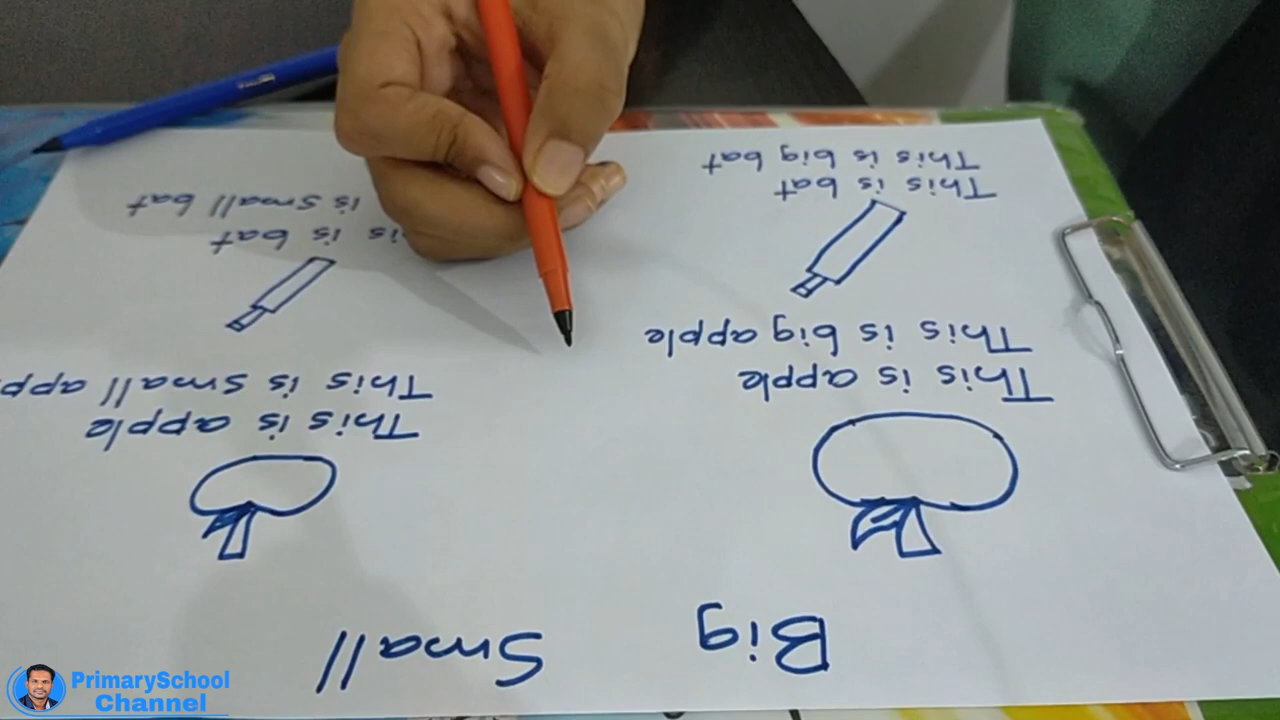 Big
Small
This is apple
This is big apple
This is apple
This is small app
This is bat
This is big bat
is bat
is small bat
PrimarySchool
Channel